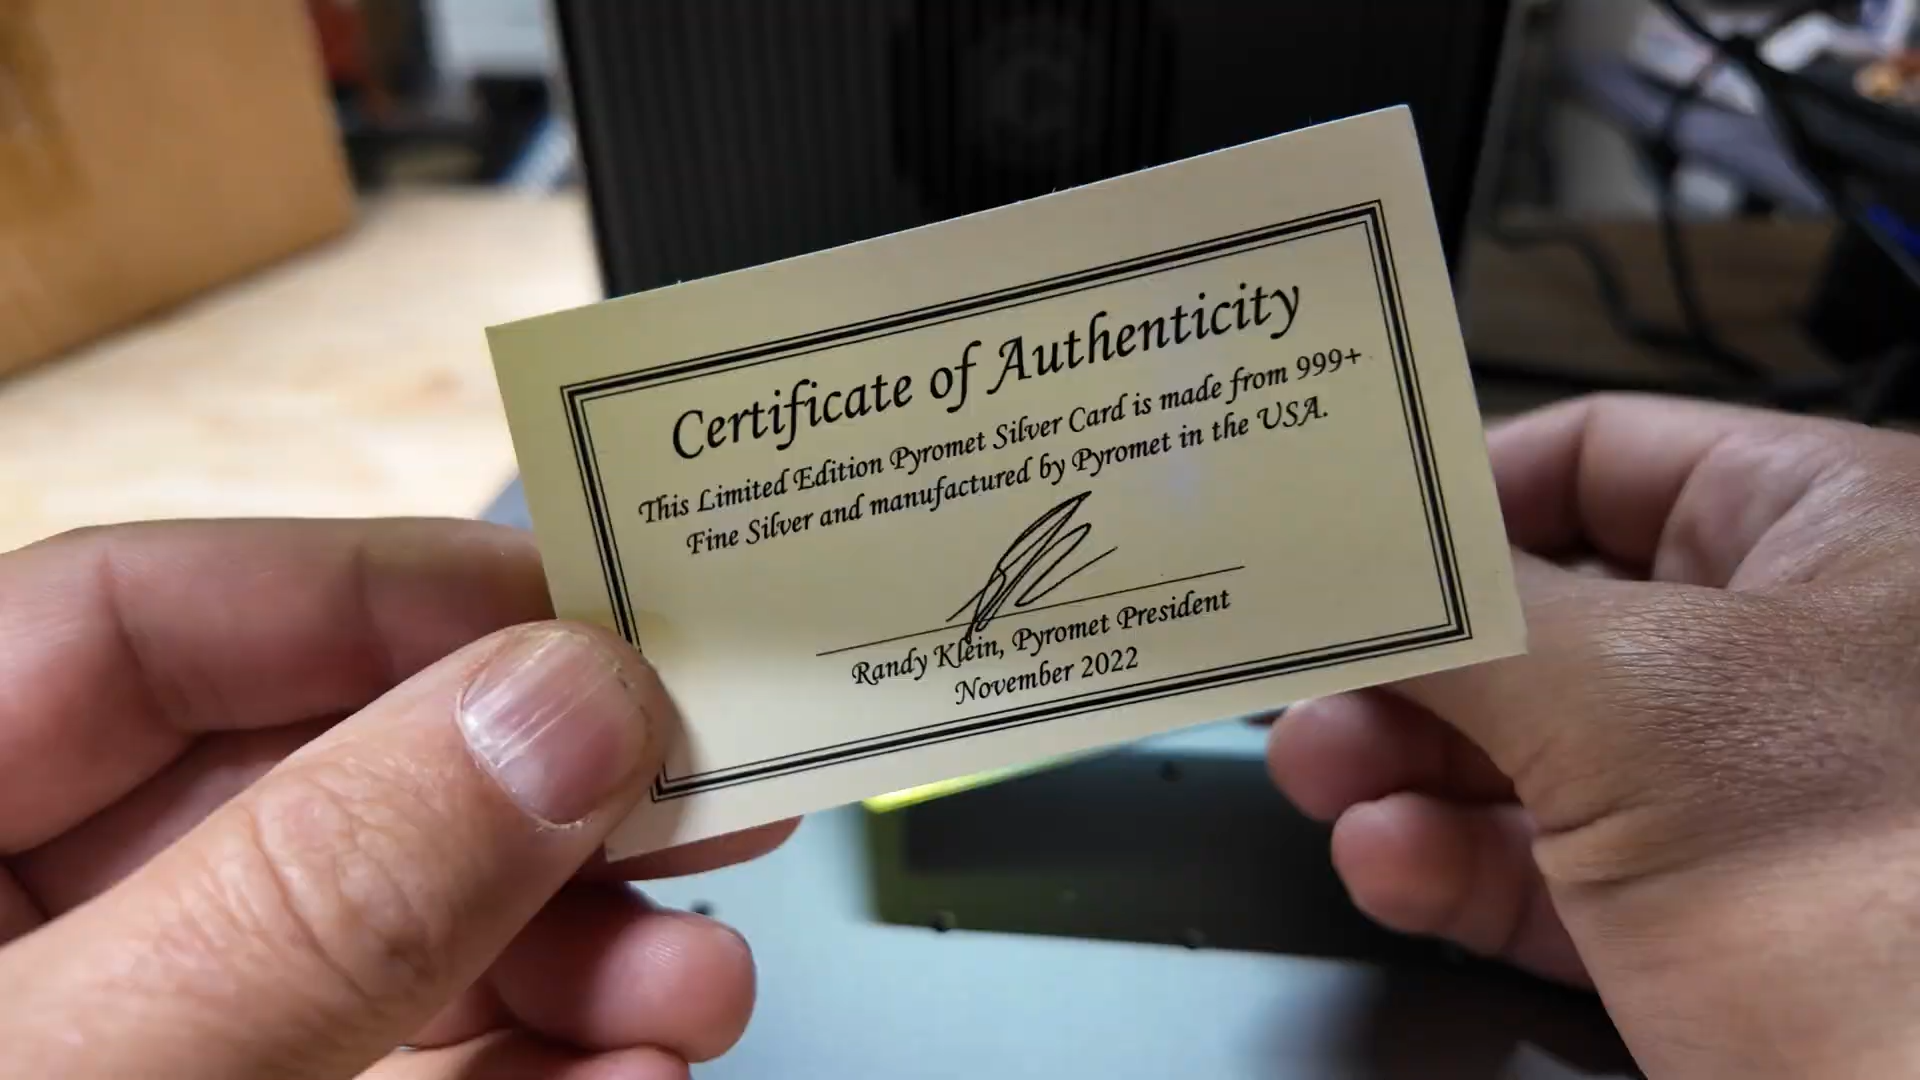 Certificate of Authenticity
This Limited Edition Pyromet Silver Card is made from 999+
Fine Silver and manufactured by Pyromet in the USA.
Randy Klein, Pyromet President
November 2022